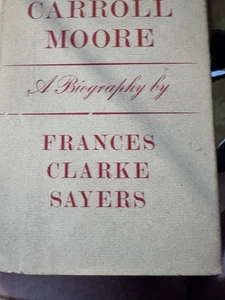 CARROLL
MOORE
A Biography by
FRANCES
CLARKE
SAYERS